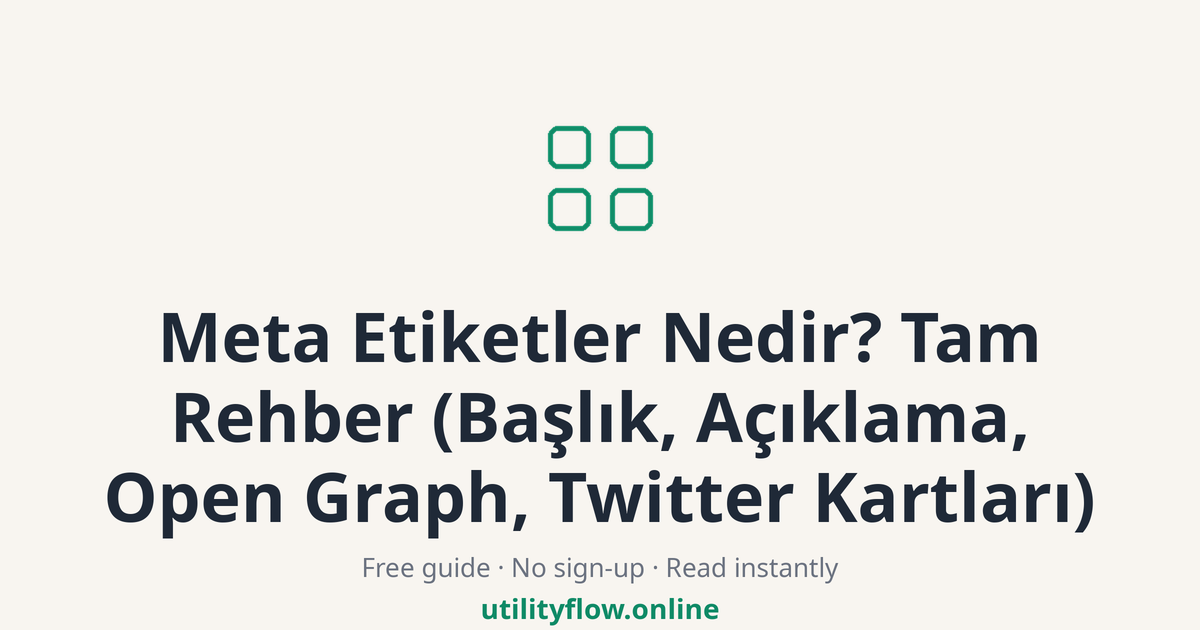 Meta Etiketler Nedir? Tam
Rehber (Başlık, Açıklama,
Open Graph, Twitter Kartları)
Free guide · No sign-up · Read instantly
utilityflow.online